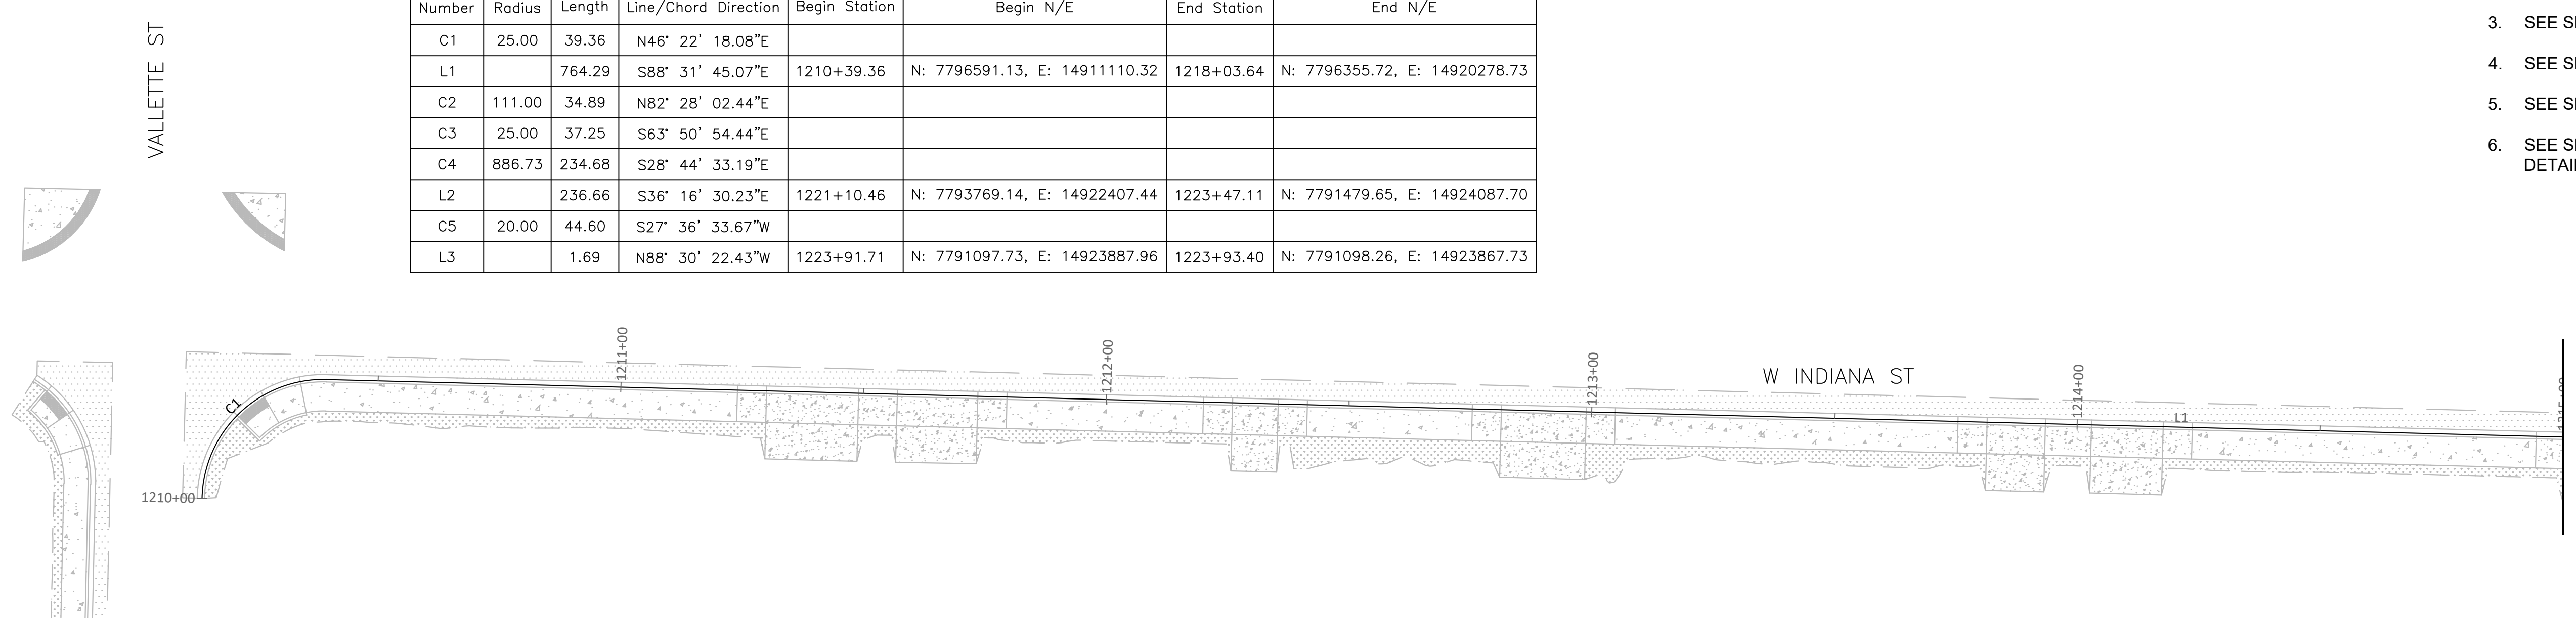 VALLETTE ST
Number Radius Length Line/Chord Direction Begin Station Begin N/E End Station End N/E
C1 25.00 39.36 N46° 22' 18.08"E
L1 764.29 S88° 31' 45.07"E 1210+39.36 N: 7796591.13, E: 14911110.32 1218+03.64 N: 7796355.72, E: 14920278.73
C2 111.00 34.89 N82° 28' 02.44"E
C3 25.00 37.25 S63° 50' 54.44"E
C4 886.73 234.68 S28° 44' 33.19"E
L2 236.66 S36° 16' 30.23"E 1221+10.46 N: 7793769.14, E: 14922407.44 1223+47.11 N: 7791479.65, E: 14924087.70
C5 20.00 44.60 S27° 36' 33.67"W
L3 1.69 N88° 30' 22.43"W 1223+91.71 N: 7791097.73, E: 14923887.96 1223+93.40 N: 7791098.26, E: 14923867.73
3. SEE
4. SEE
5. SEE
6. SEE
1211+00
1212+00
1213+00
1214+00
W INDIANA ST
C1
L1
1210+00